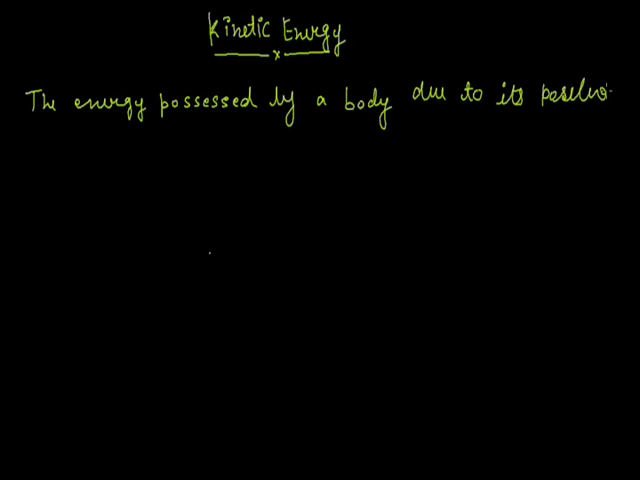 Kinetic Energy
The energy possessed by a body due to its